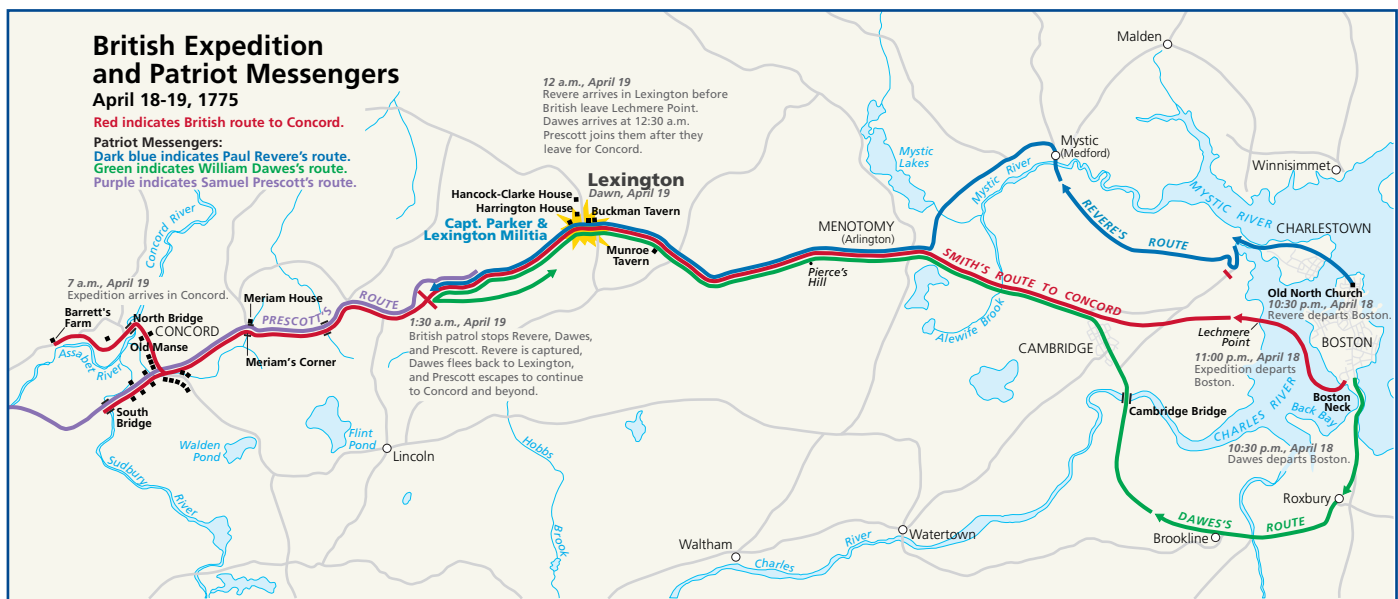 British Expedition
and Patriot Messengers
April 18-19, 1775
Red indicates British route to Concord.
Patriot Messengers:
Dark blue indicates Paul Revere's route.
Green indicates William Dawes's route.
Purple indicates Samuel Prescott's route.
12 a.m., April 19
Revere arrives in Lexington before
British leave Lechmere Point.
Dawes arrives at 12:30 a.m.
Prescott joins them after they
leave for Concord.
Malden
Mystic
(Medford)
Winnisimmet
Mystic
Lakes
Mystic River
MYSTIC RIVER
REVERE'S ROUTE
CHARLESTOWN
Lexington
Dawn, April 19
Hancock-Clarke House
Harrington House
Buckman Tavern
Capt. Parker &
Lexington Militia
Munroe
Tavern
MENOTOMY
(Arlington)
Pierce's
Hill
SMITH'S ROUTE TO CONCORD
Old North Church
10:30 p.m., April 18
Revere departs Boston.
Lechmere
Point
BOSTON
11:00 p.m., April 18
Expedition departs
Boston.
Alewife Brook
CAMBRIDGE
Concord River
7 a.m., April 19
Expedition arrives in Concord.
Barrett's
Farm
North Bridge
CONCORD
Old Manse
Meriam House
PRESCOTT'S ROUTE
Meriam's Corner
Assabet River
South
Bridge
1:30 a.m., April 19
British patrol stops Revere, Dawes,
and Prescott. Revere is captured,
Dawes flees back to Lexington,
and Prescott escapes to continue
to Concord and beyond.
Boston
Neck
Back Bay
Cambridge Bridge
CHARLES RIVER
10:30 p.m., April 18
Dawes departs Boston.
Walden
Pond
Flint
Pond
Lincoln
Sudbury River
Hobbs Brook
Roxbury
DAWES'S ROUTE
Brookline
Watertown
Waltham
Charles River